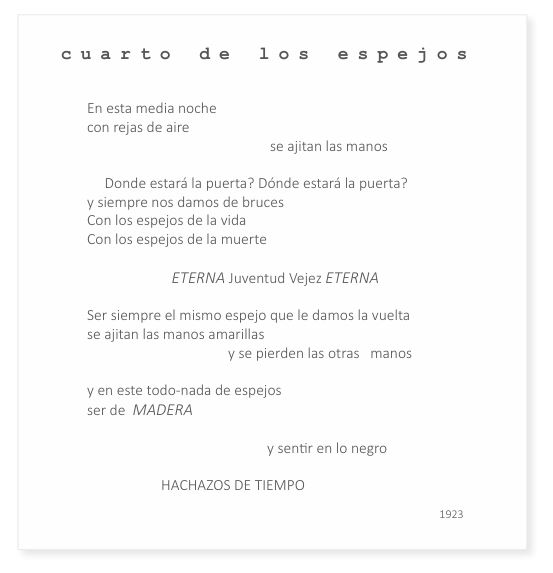 cuarto de los espejos
En esta media noche
con rejas de aire
se ajitan las manos
Donde estará la puerta? Dónde estará la puerta?
y siempre nos damos de bruces
Con los espejos de la vida
Con los espejos de la muerte
ETERNA Juventud Vejez ETERNA
Ser siempre el mismo espejo que le damos la vuelta
se ajitan las manos amarillas
y se pierden las otras manos
y en este todo-nada de espejos
ser de MADERA
y sentir en lo negro
HACHAZOS DE TIEMPO
1923